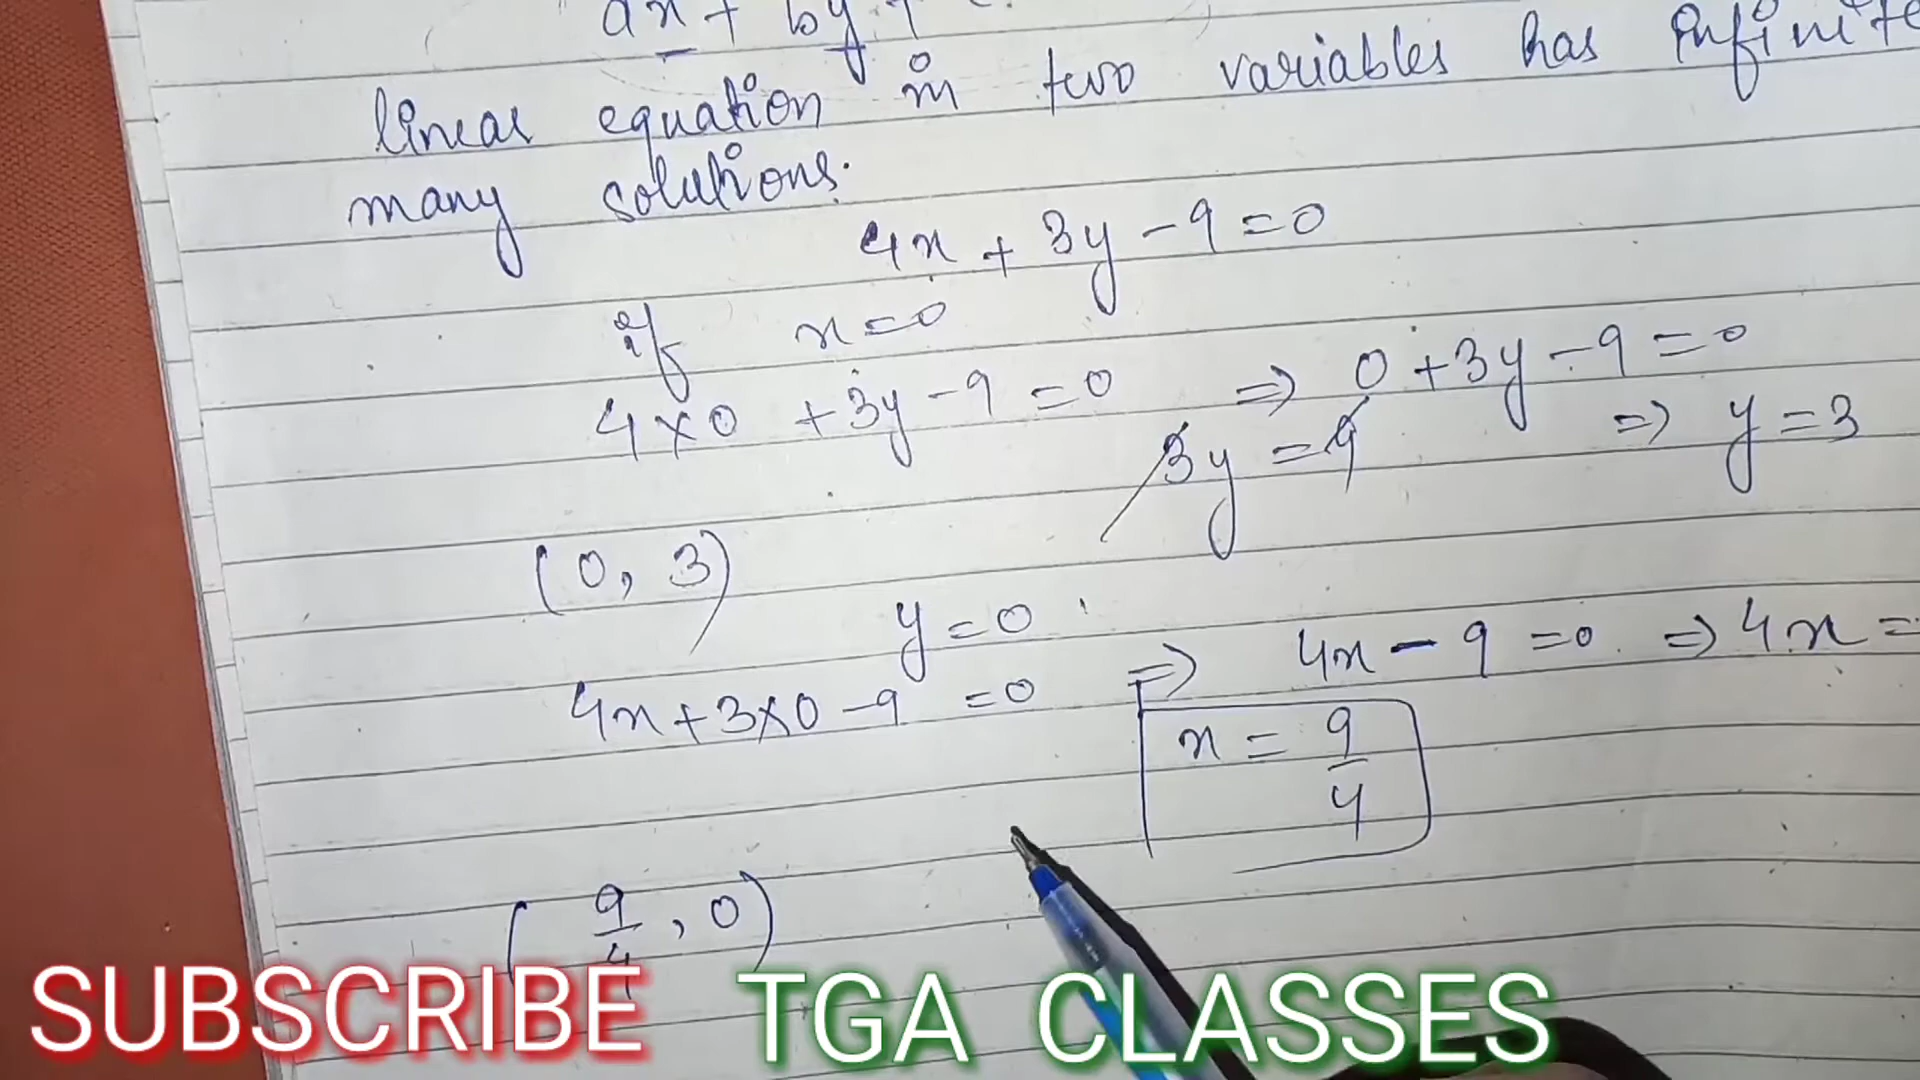 ax + by +
linear equation in two variables has infinite
many solutions.
4x + 3y - 9 = 0
if x = 0
4 × 0 + 3y - 9 = 0 ⇒ 0 + 3y - 9 = 0
3y = 9 ⇒ y = 3
(0, 3)
y = 0
4x + 3×0 - 9 = 0 ⇒ 4x - 9 = 0 ⇒ 4x =
x = 9/4
(9/4, 0)
SUBSCRIBE TGA CLASSES